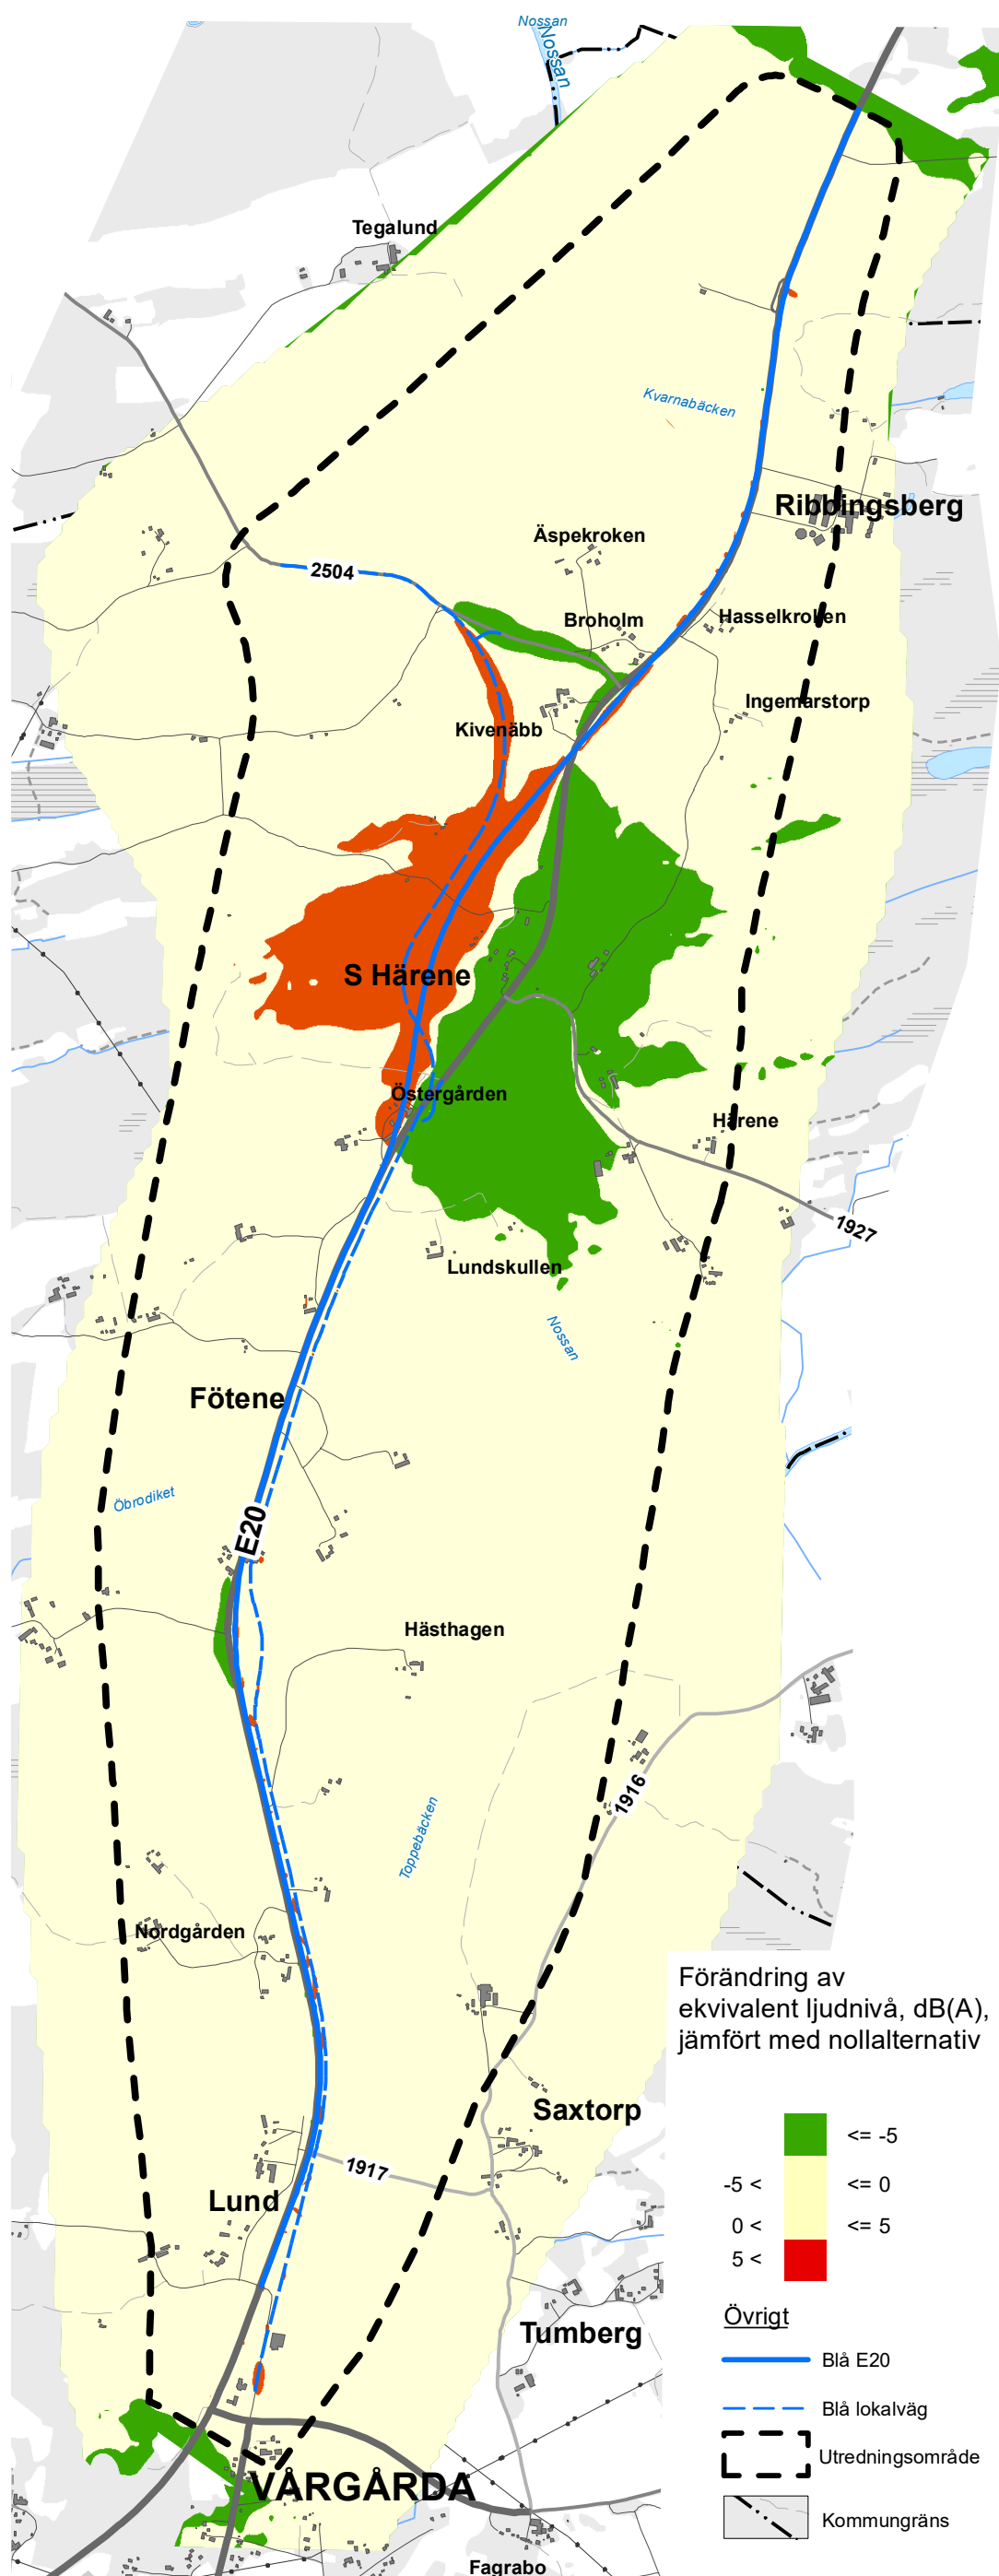 Nossan
Nossan
Tegalund
Kvarnabäcken
Ribbingsberg
Äspekroken
2504
Broholm
Hasselkroken
Ingemarstorp
Kivenäbb
S Härene
Östergården
Härene
1927
Lundskullen
Nossan
Fötene
Öbrodiket
E20
Hästhagen
1916
Toppebäcken
Nordgården
Saxtorp
1917
Lund
Tumberg
VÅRGÅRDA
Fagrabo
Förändring av
ekvivalent ljudnivå, dB(A),
jämfört med nollalternativ
<= -5
-5 < <= 0
0 < <= 5
5 <
Övrigt
Blå E20
Blå lokalväg
Utredningsområde
Kommungräns